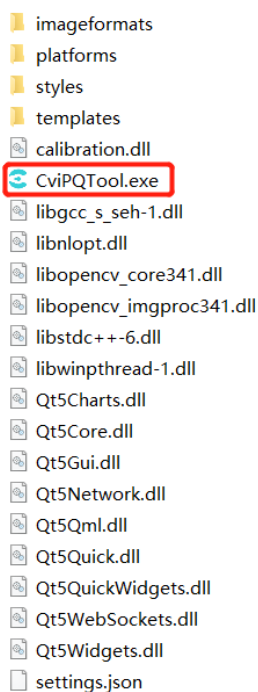 imageformats
platforms
styles
templates
calibration.dll
CviPQTool.exe
libgcc_s_seh-1.dll
libnlopt.dll
libopencv_core341.dll
libopencv_imgproc341.dll
libstdc++-6.dll
libwinpthread-1.dll
Qt5Charts.dll
Qt5Core.dll
Qt5Gui.dll
Qt5Network.dll
Qt5Qml.dll
Qt5Quick.dll
Qt5QuickWidgets.dll
Qt5WebSockets.dll
Qt5Widgets.dll
settings.json